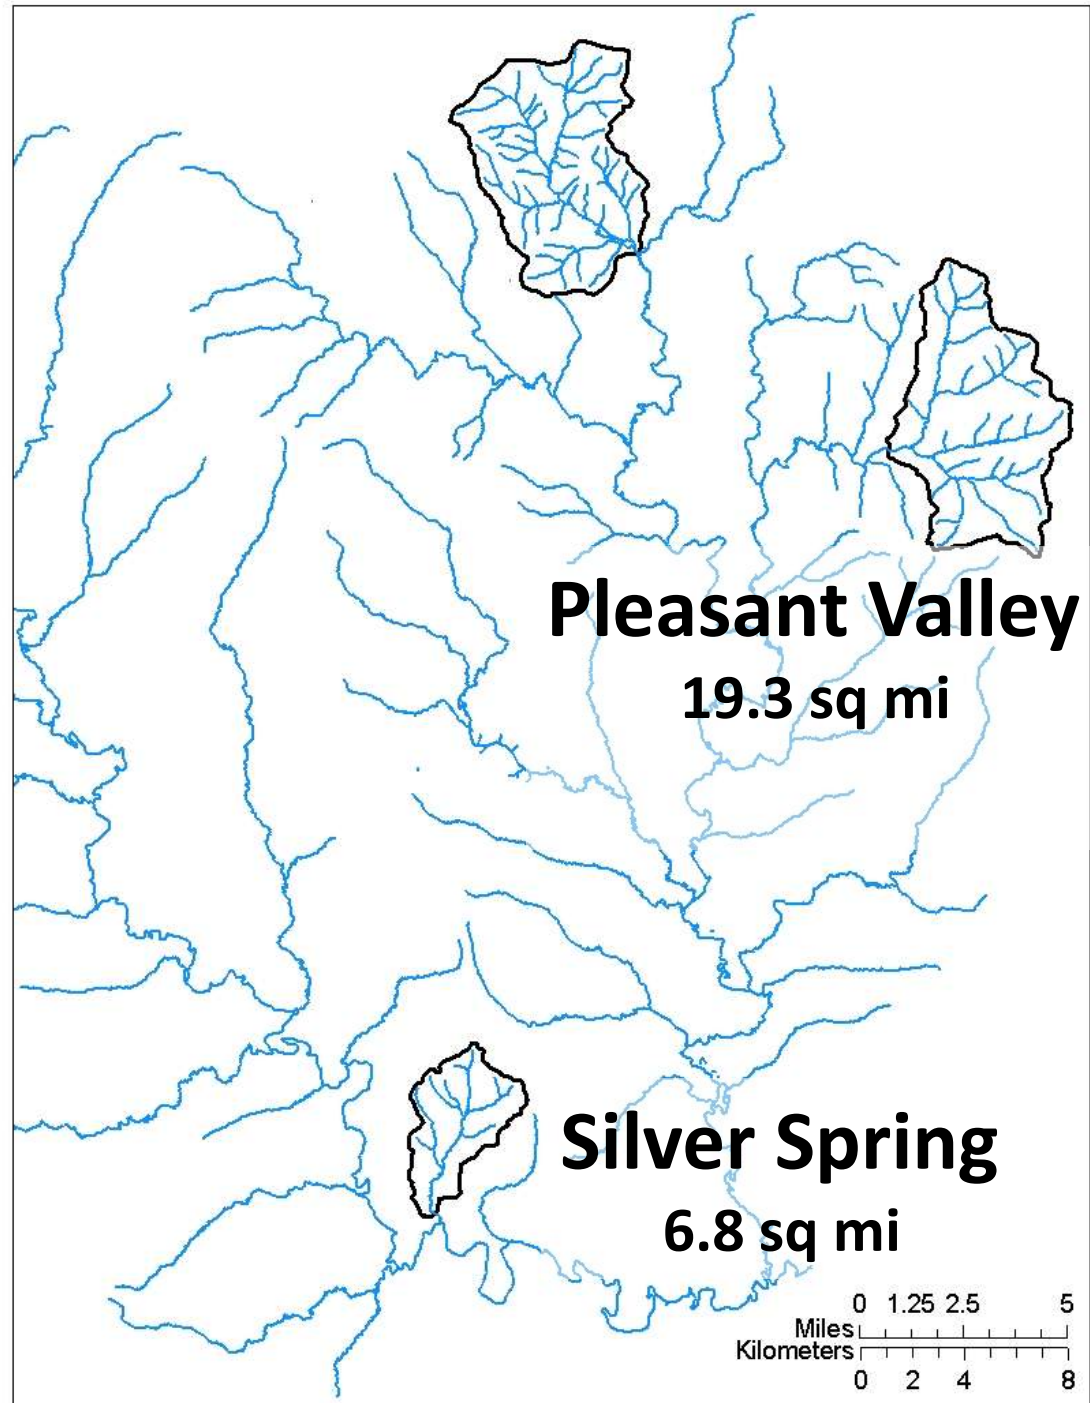 Pleasant Valley
19.3 sq mi
Silver Spring
6.8 sq mi
0 1.25 2.5 5
Miles
Kilometers
0 2 4 8